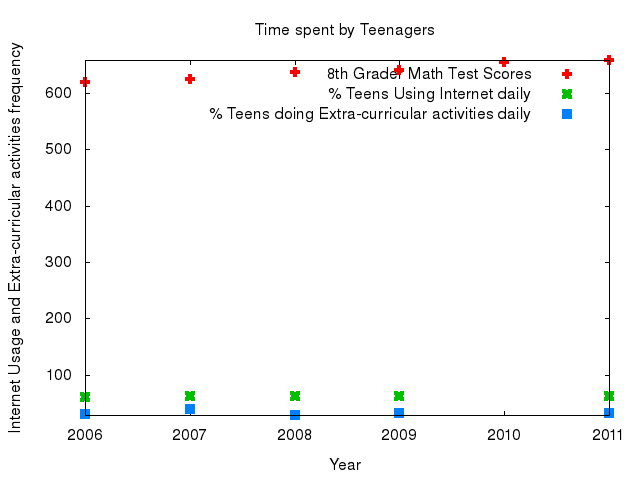 Time spent by Teenagers
8th Grader Math Test Scores
% Teens Using Internet daily
% Teens doing Extra-curricular activities daily
Internet Usage and Extra-curricular activities frequency
600
500
400
300
200
100
2006 2007 2008 2009 2010 2011
Year